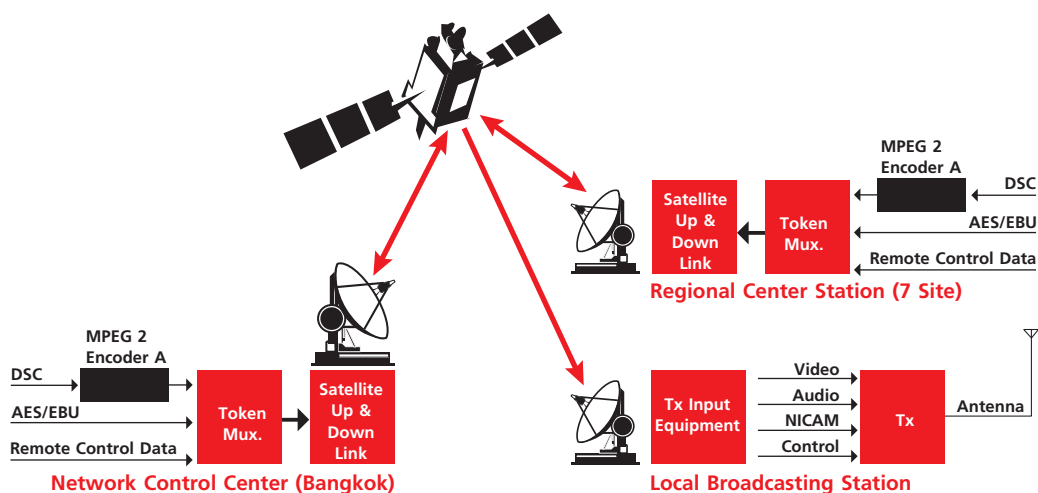 MPEG 2
Encoder A
DSC
AES/EBU
Remote Control Data
Satellite
Up &
Down
Link
Token
Mux.
Regional Center Station (7 Site)
MPEG 2
Encoder A
DSC
AES/EBU
Remote Control Data
Token
Mux.
Satellite
Up &
Down
Link
Network Control Center (Bangkok)
Tx Input
Equipment
Video
Audio
NICAM
Control
Tx
Antenna
Local Broadcasting Station